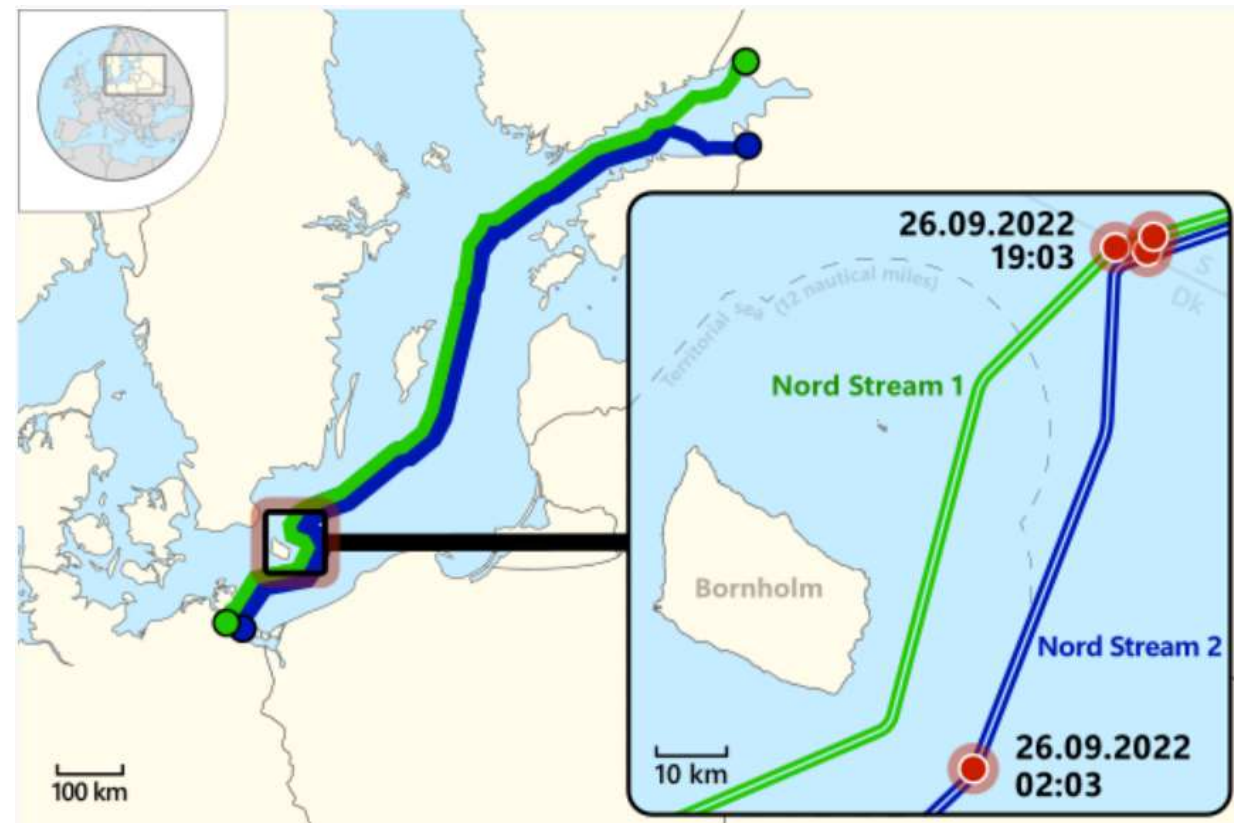 26.09.2022
19:03
S
Dk
Territorial sea (12 nautical miles)
Nord Stream 1
Bornholm
Nord Stream 2
26.09.2022
02:03
10 km
100 km